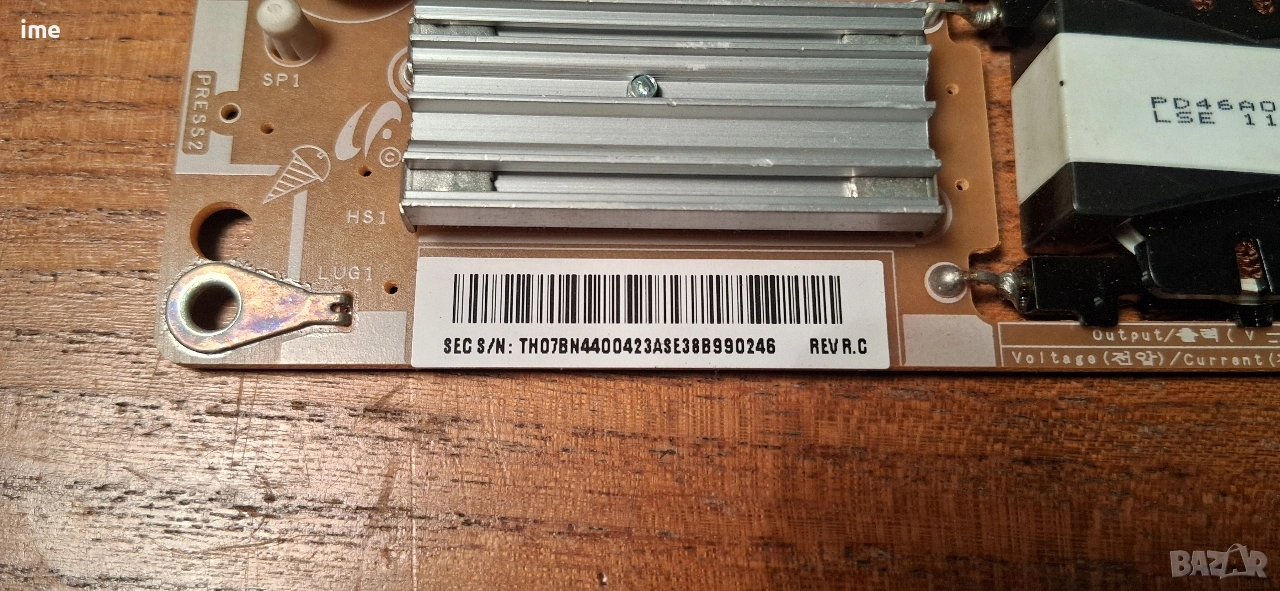 ime
SP1
PRESS2
©
HS1
LUG1
PD46A0
LSE 11
SEC S/N: TH07BN4400423ASE38B990246 REV R.C
Output/출력( V
Voltage(전압)/Current(
BAZAR